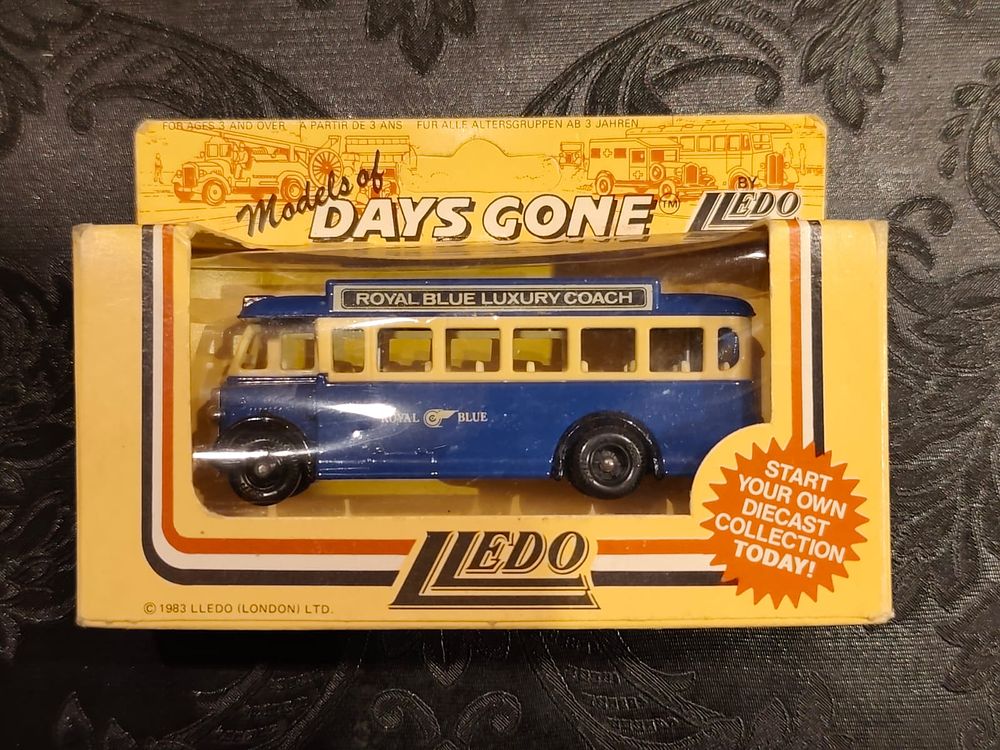 FOR AGES 3 AND OVER A PARTIR DE 3 ANS FUR ALLE ALTERSGRUPPEN AB 3 JAHREN
Models of
DAYS GONE™
BY
LLEDO
ROYAL BLUE LUXURY COACH
ROYAL BLUE
START
YOUR OWN
DIECAST
COLLECTION
TODAY!
LLEDO
© 1983 LLEDO (LONDON) LTD.